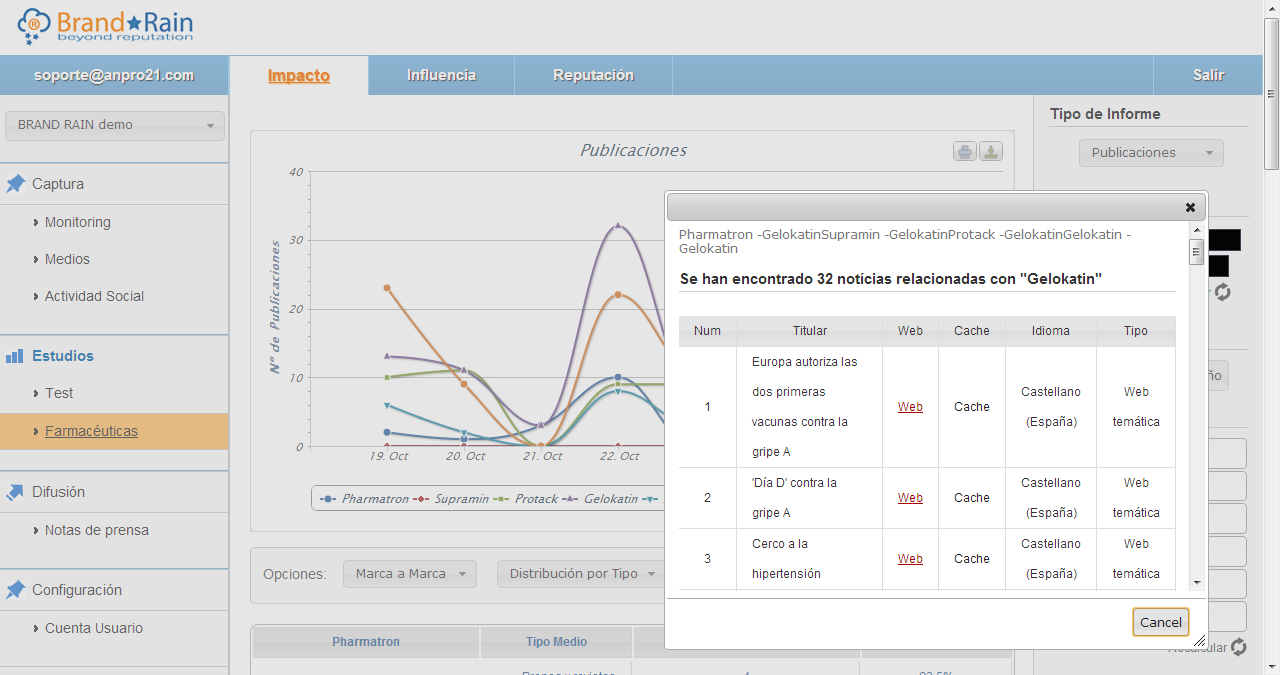 Brand Rain
beyond reputation
soporte@anpro21.com
Impacto
Influencia
Reputación
Salir
BRAND RAIN demo
Captura
Monitoring
Medios
Actividad Social
Estudios
Test
Farmacéuticas
Difusión
Notas de prensa
Configuración
Cuenta Usuario
Publicaciones
Nº de Publicaciones
40
30
20
10
0
19. Oct
20. Oct
21. Oct
22. Oct
Pharmatron
Supramin
Protack
Gelokatin
Opciones:
Marca a Marca
Distribución por Tipo
Pharmatron
Tipo Medio
Tipo de Informe
Publicaciones
Pharmatron -GelokatinSupramin -GelokatinProtack -GelokatinGelokatin -
Gelokatin
Se han encontrado 32 notícias relacionadas con "Gelokatin"
Num Titular Web Cache Idioma Tipo
1
Europa autoriza las
dos primeras
vacunas contra la
gripe A
Web
Cache
Castellano
(España)
Web
temática
2
'Día D' contra la
gripe A
Web
Cache
Castellano
(España)
Web
temática
3
Cerco a la
hipertensión
Web
Cache
Castellano
(España)
Web
temática
Cancel